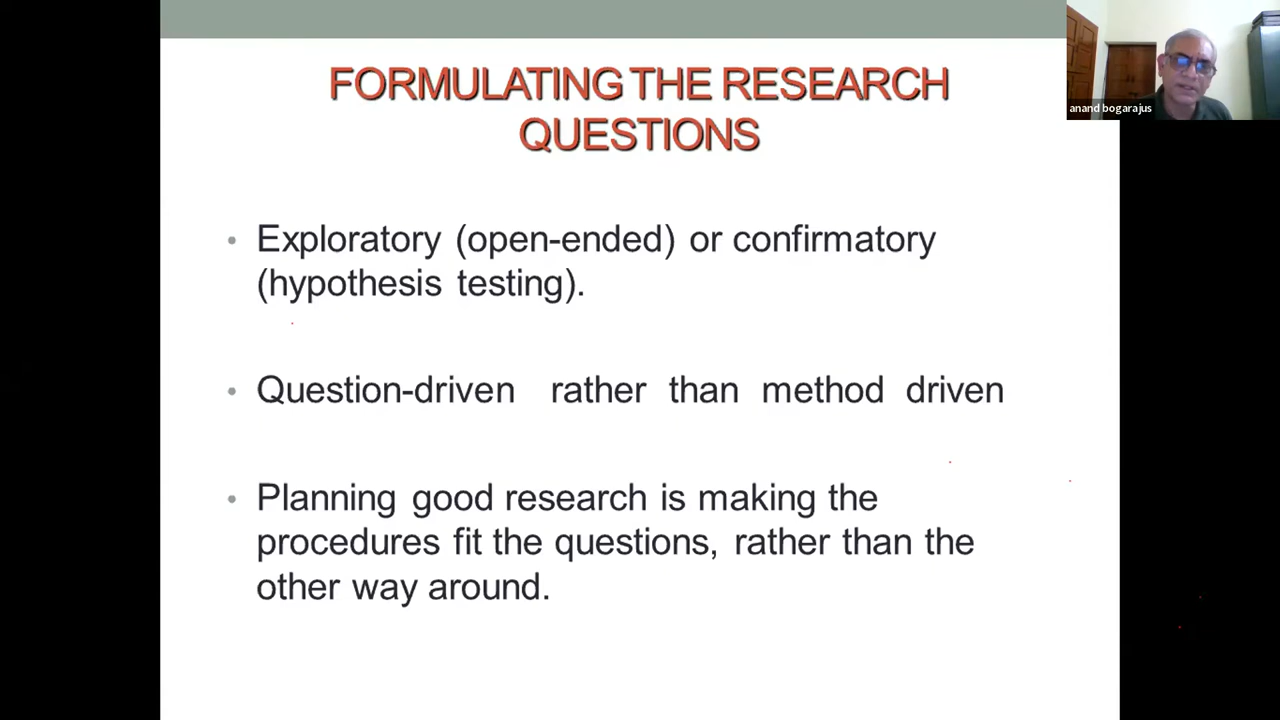 FORMULATING THE RESEARCH
QUESTIONS
anand bogarajus
• Exploratory (open-ended) or confirmatory
(hypothesis testing).
• Question-driven rather than method driven
• Planning good research is making the
procedures fit the questions, rather than the
other way around.